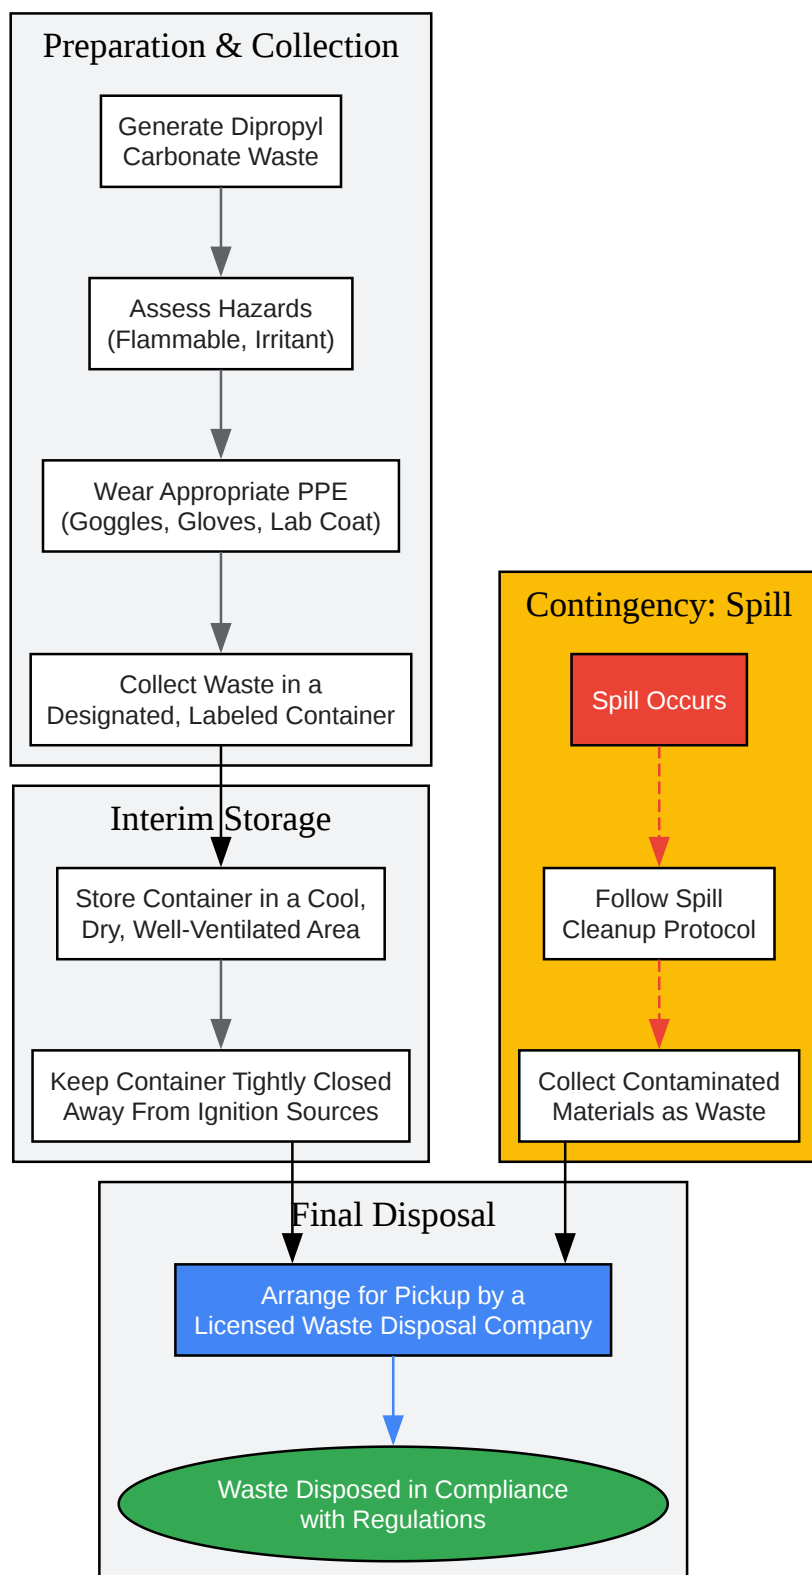 Preparation & Collection
Generate Dipropyl
Carbonate Waste
Assess Hazards
(Flammable, Irritant)
Wear Appropriate PPE
(Goggles, Gloves, Lab Coat)
Collect Waste in a
Designated, Labeled Container
Interim Storage
Store Container in a Cool,
Dry, Well-Ventilated Area
Keep Container Tightly Closed
Away From Ignition Sources
Contingency: Spill
Spill Occurs
Follow Spill
Cleanup Protocol
Collect Contaminated
Materials as Waste
Final Disposal
Arrange for Pickup by a
Licensed Waste Disposal Company
Waste Disposed in Compliance
with Regulations